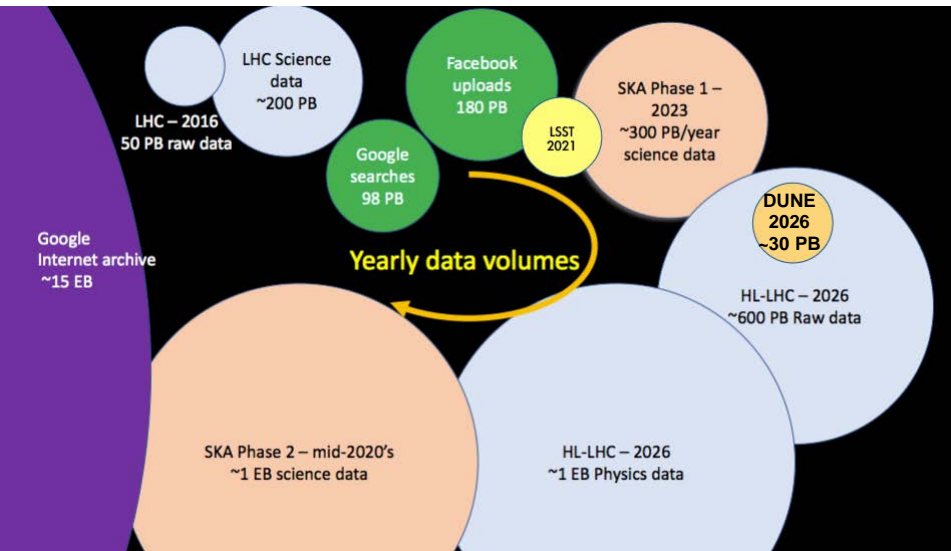 LHC Science
data
~200 PB
LHC – 2016
50 PB raw data
Facebook
uploads
180 PB
Google
searches
98 PB
LSST
2021
SKA Phase 1 –
2023
~300 PB/year
science data
DUNE
2026
~30 PB
HL-LHC – 2026
~600 PB Raw data
Google
Internet archive
~15 EB
Yearly data volumes
SKA Phase 2 – mid-2020's
~1 EB science data
HL-LHC – 2026
~1 EB Physics data